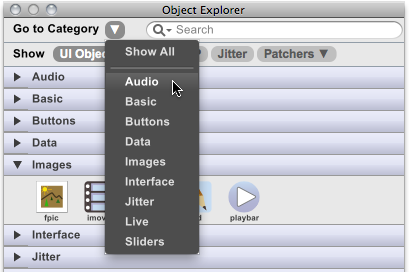 Object Explorer
Go to Category
Search
Show
UI Objec
Jitter
Patchers
Show All
Audio
Basic
Buttons
Data
Images
Interface
Jitter
Live
Sliders
Audio
Basic
Buttons
Data
Images
fpic
imov
d
playbar
Interface
Jitter